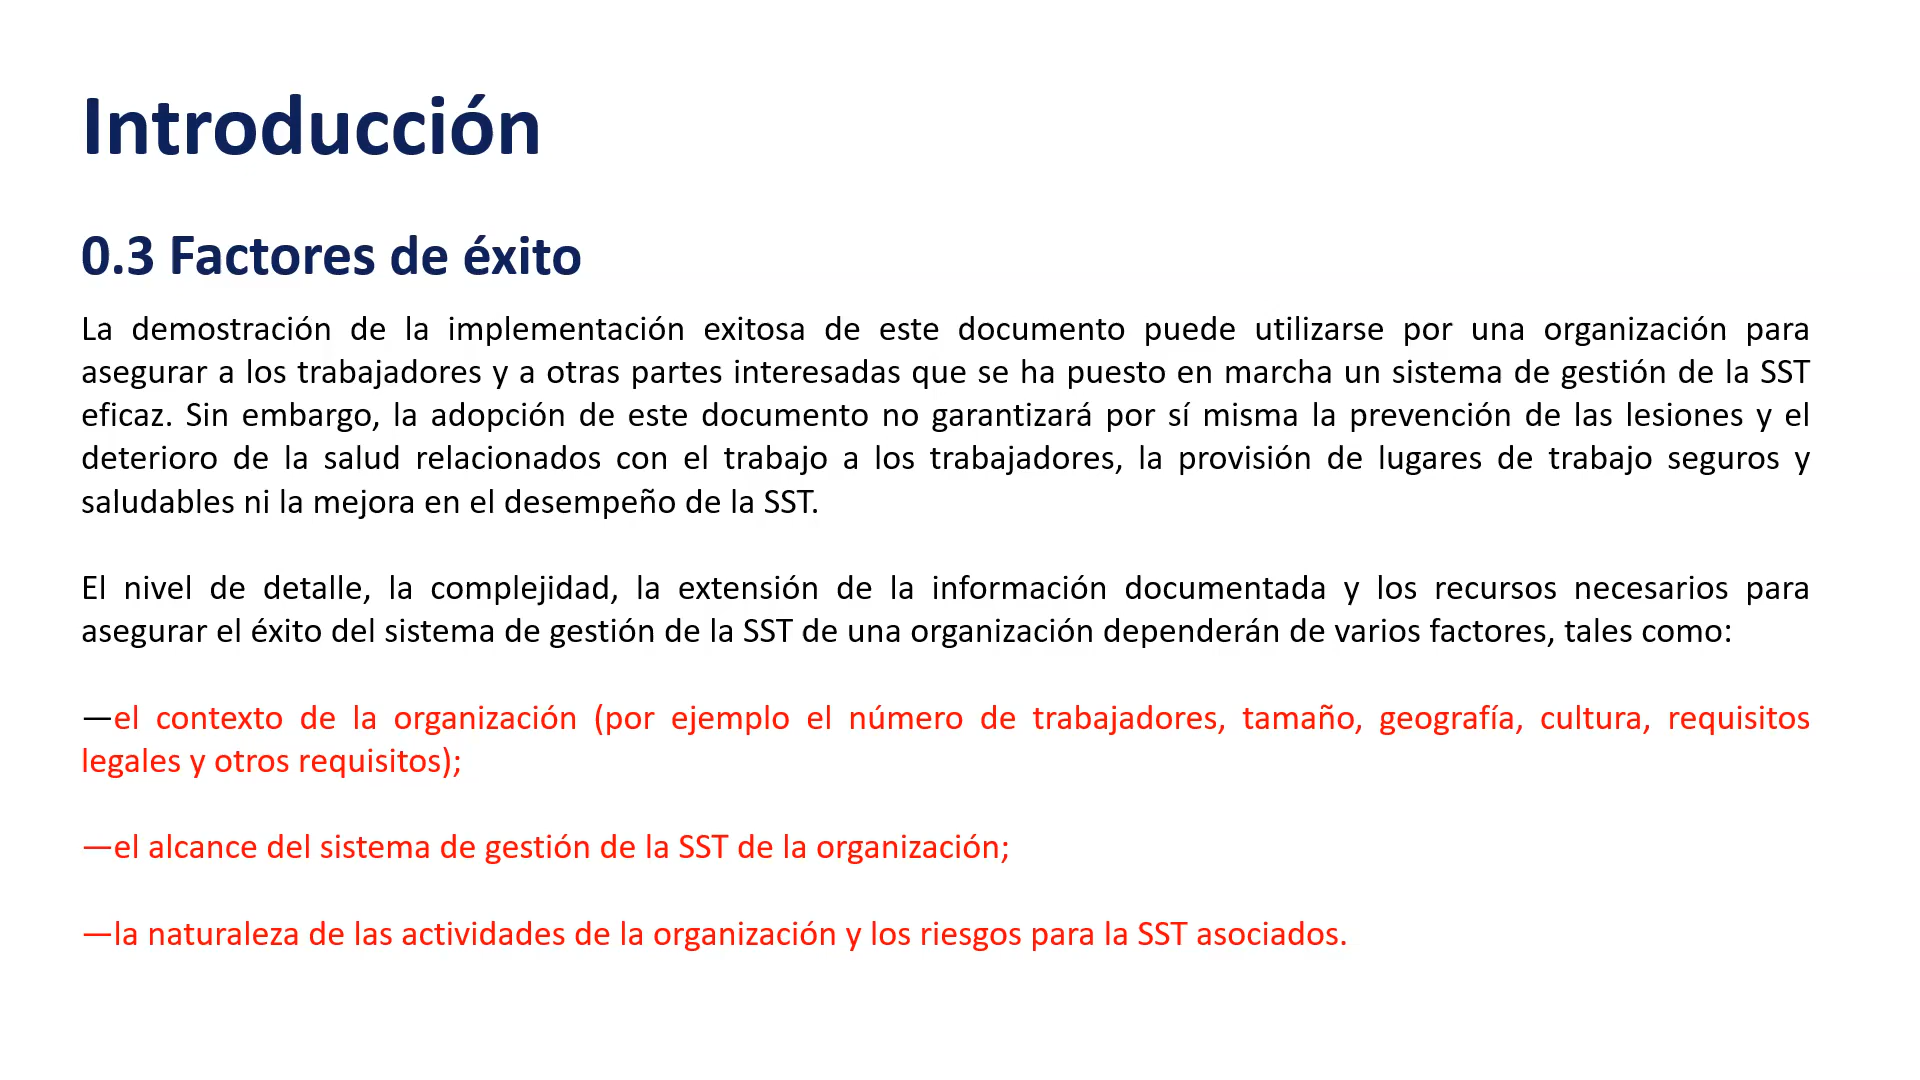 Introducción
0.3 Factores de éxito
La demostración de la implementación exitosa de este documento puede utilizarse por una organización para
asegurar a los trabajadores y a otras partes interesadas que se ha puesto en marcha un sistema de gestión de la SST
eficaz. Sin embargo, la adopción de este documento no garantizará por sí misma la prevención de las lesiones y el
deterioro de la salud relacionados con el trabajo a los trabajadores, la provisión de lugares de trabajo seguros y
saludables ni la mejora en el desempeño de la SST.
El nivel de detalle, la complejidad, la extensión de la información documentada y los recursos necesarios para
asegurar el éxito del sistema de gestión de la SST de una organización dependerán de varios factores, tales como:
—el contexto de la organización (por ejemplo el número de trabajadores, tamaño, geografía, cultura, requisitos
legales y otros requisitos);
—el alcance del sistema de gestión de la SST de la organización;
—la naturaleza de las actividades de la organización y los riesgos para la SST asociados.